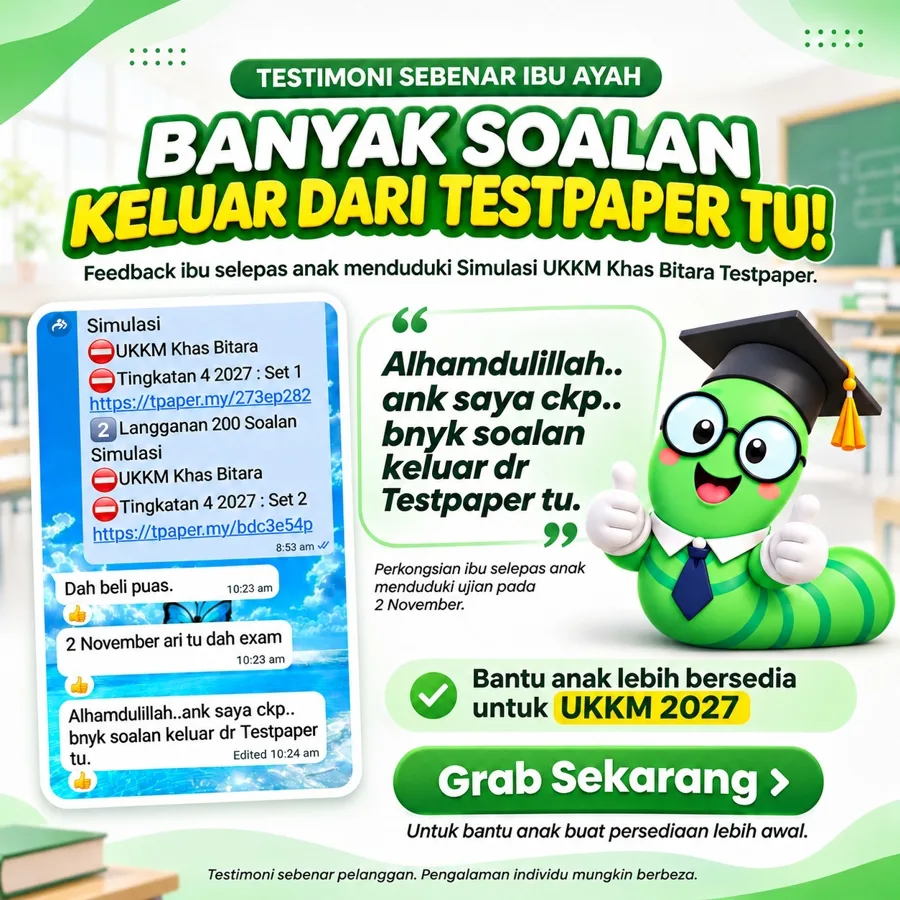 TESTIMONI SEBENAR IBU AYAH
BANYAK SOALAN
KELUAR DARI TESTPAPER TU!
Feedback ibu selepas anak menduduki Simulasi UKKM Khas Bitara Testpaper.
Simulasi
⛔UKKM Khas Bitara
⛔Tingkatan 4 2027 : Set 1
https://tpaper.my/273ep282
2 Langganan 200 Soalan
Simulasi
⛔UKKM Khas Bitara
⛔Tingkatan 4 2027 : Set 2
https://tpaper.my/bdc3e54p
8:53 am
Dah beli puas.
10:23 am
2 November ari tu dah exam
10:23 am
Alhamdulillah..ank saya ckp..
bnyk soalan keluar dr Testpaper
tu.
Edited 10:24 am
“
Alhamdulillah..
ank saya ckp..
bnyk soalan
keluar dr
Testpaper tu.
”
Perkongsian ibu selepas anak
menduduki ujian pada
2 November.
Bantu anak lebih bersedia
untuk UKKM 2027
Grab Sekarang >
Untuk bantu anak buat persediaan lebih awal.
Testimoni sebenar pelanggan. Pengalaman individu mungkin berbeza.